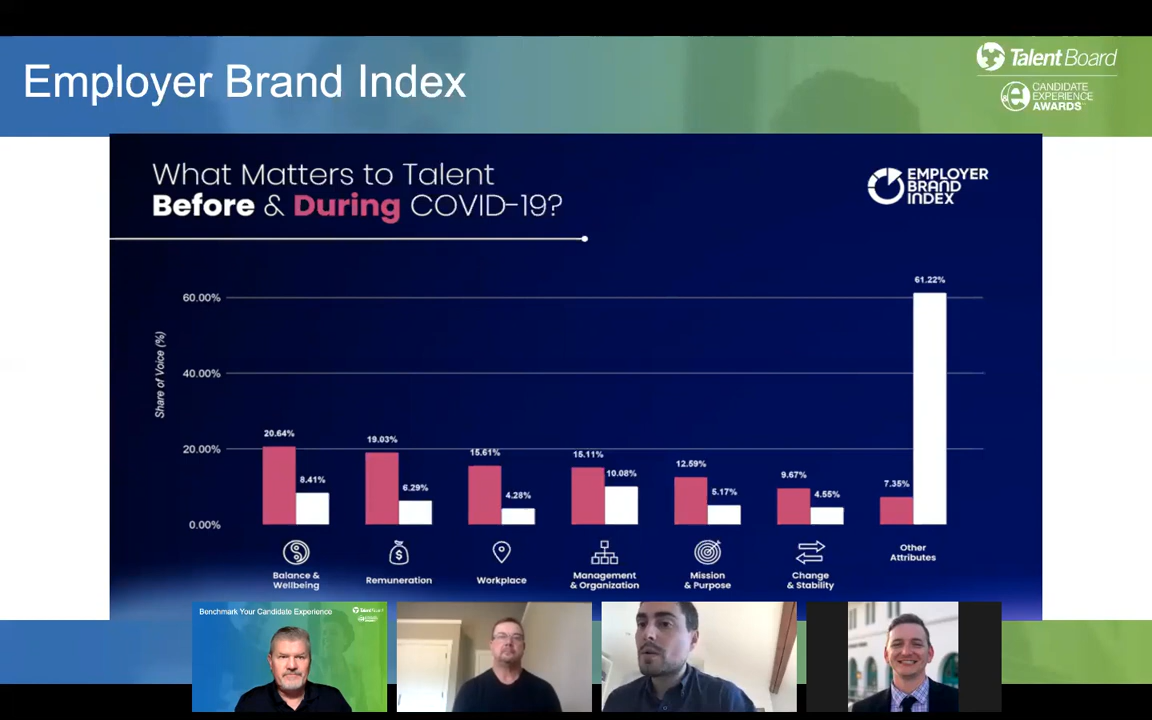 Employer Brand Index
TalentBoard
CANDIDATE
EXPERIENCE
AWARDS
What Matters to Talent
Before & During COVID-19?
EMPLOYER
BRAND
INDEX
Share of Voice (%)
60.00%
40.00%
20.00%
0.00%
20.64%
8.41%
19.03%
6.29%
15.61%
4.28%
15.11%
10.08%
12.59%
5.17%
9.67%
4.55%
7.35%
61.22%
Balance &
Wellbeing
Remuneration
Workplace
Management
& Organization
Mission
& Purpose
Change
& Stability
Other
Attributes
Benchmark Your Candidate Experience
TalentBoard